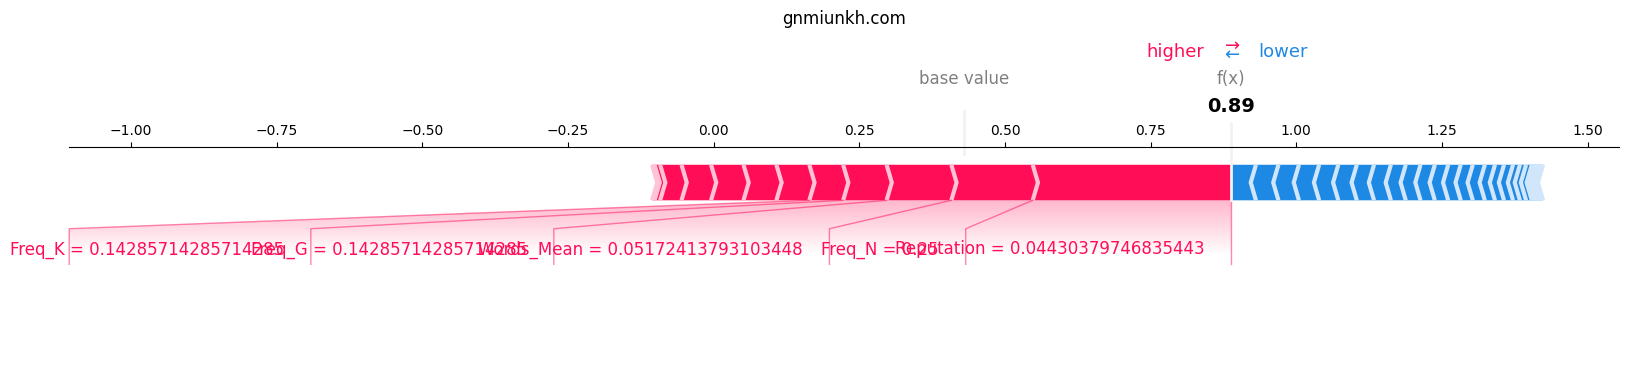 gnmiunkh.com
higher ⇄ lower
base value f(x)
0.89
−1.00 −0.75 −0.50 −0.25 0.00 0.25 0.50 0.75 1.00 1.25 1.50
Freq_K = 0.14285714285714285 Freq_G = 0.14285714285714285 Words_Mean = 0.05172413793103448 Freq_N = 0.25 Reputation = 0.04430379746835443